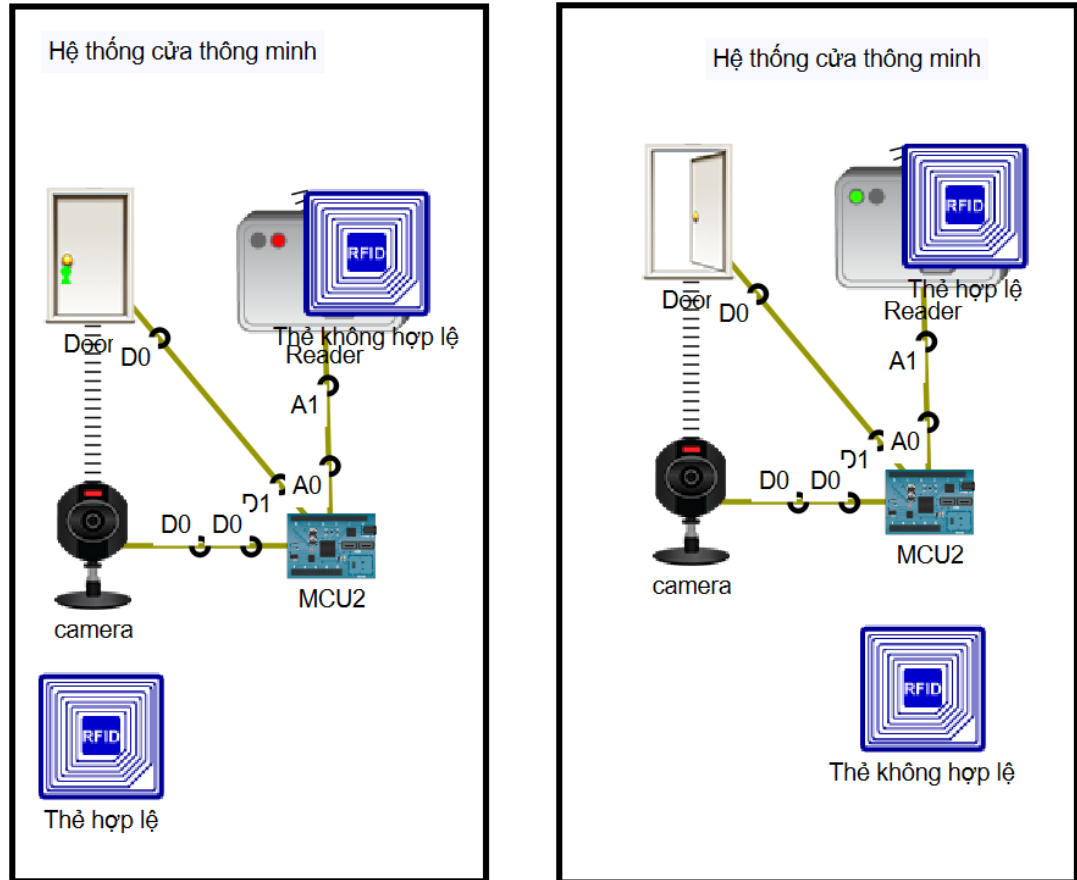 Hệ thống cửa thông minh
RFID
Thẻ không hợp lệ
Door
D0
Reader
A1
A0
D1
D0
D0
MCU2
camera
RFID
Thẻ hợp lệ
Hệ thống cửa thông minh
RFID
Thẻ hợp lệ
Door
D0
Reader
A1
A0
D1
D0
D0
MCU2
camera
RFID
Thẻ không hợp lệ